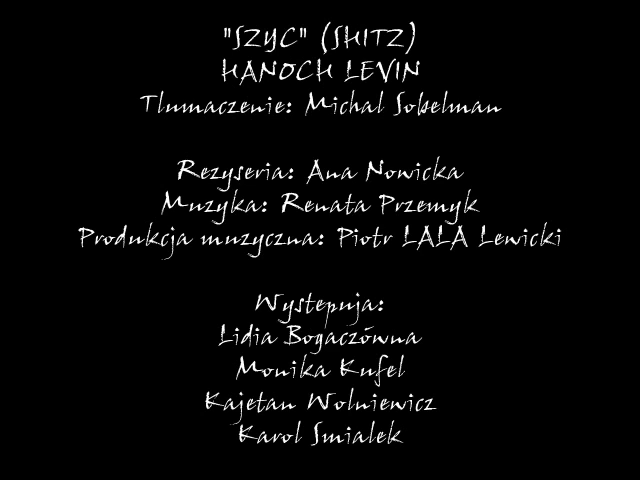 "SZYC" (SHITZ)
HANOCH LEVIN
Tlumaczenie: Michal Sobelman
Rezyseria: Ana Nowicka
Muzyka: Renata Przemyk
Produkcja muzyczna: Piotr LALA Lewicki
Wystepuja:
Lidia Bogaczówna
Monika Kufel
Kajetan Wolniewicz
Karol Smialek